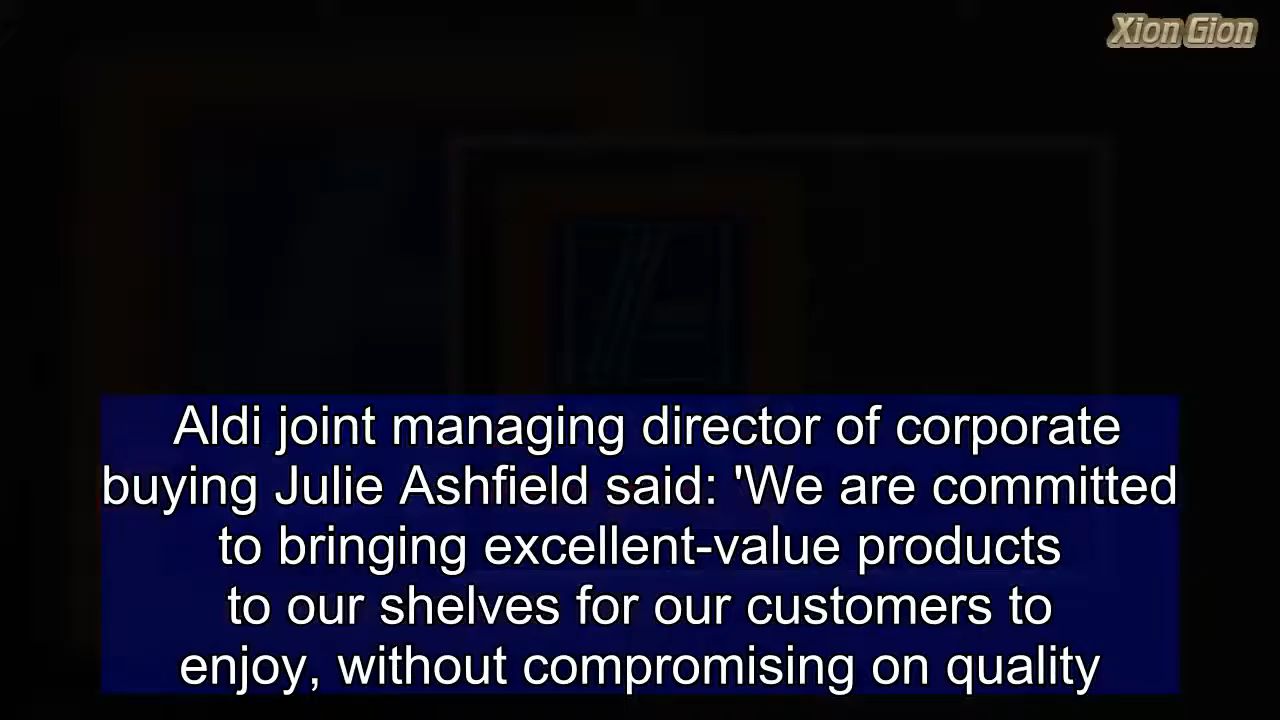 Xion Gion
Aldi joint managing director of corporate
buying Julie Ashfield said: 'We are committed
to bringing excellent-value products
to our shelves for our customers to
enjoy, without compromising on quality